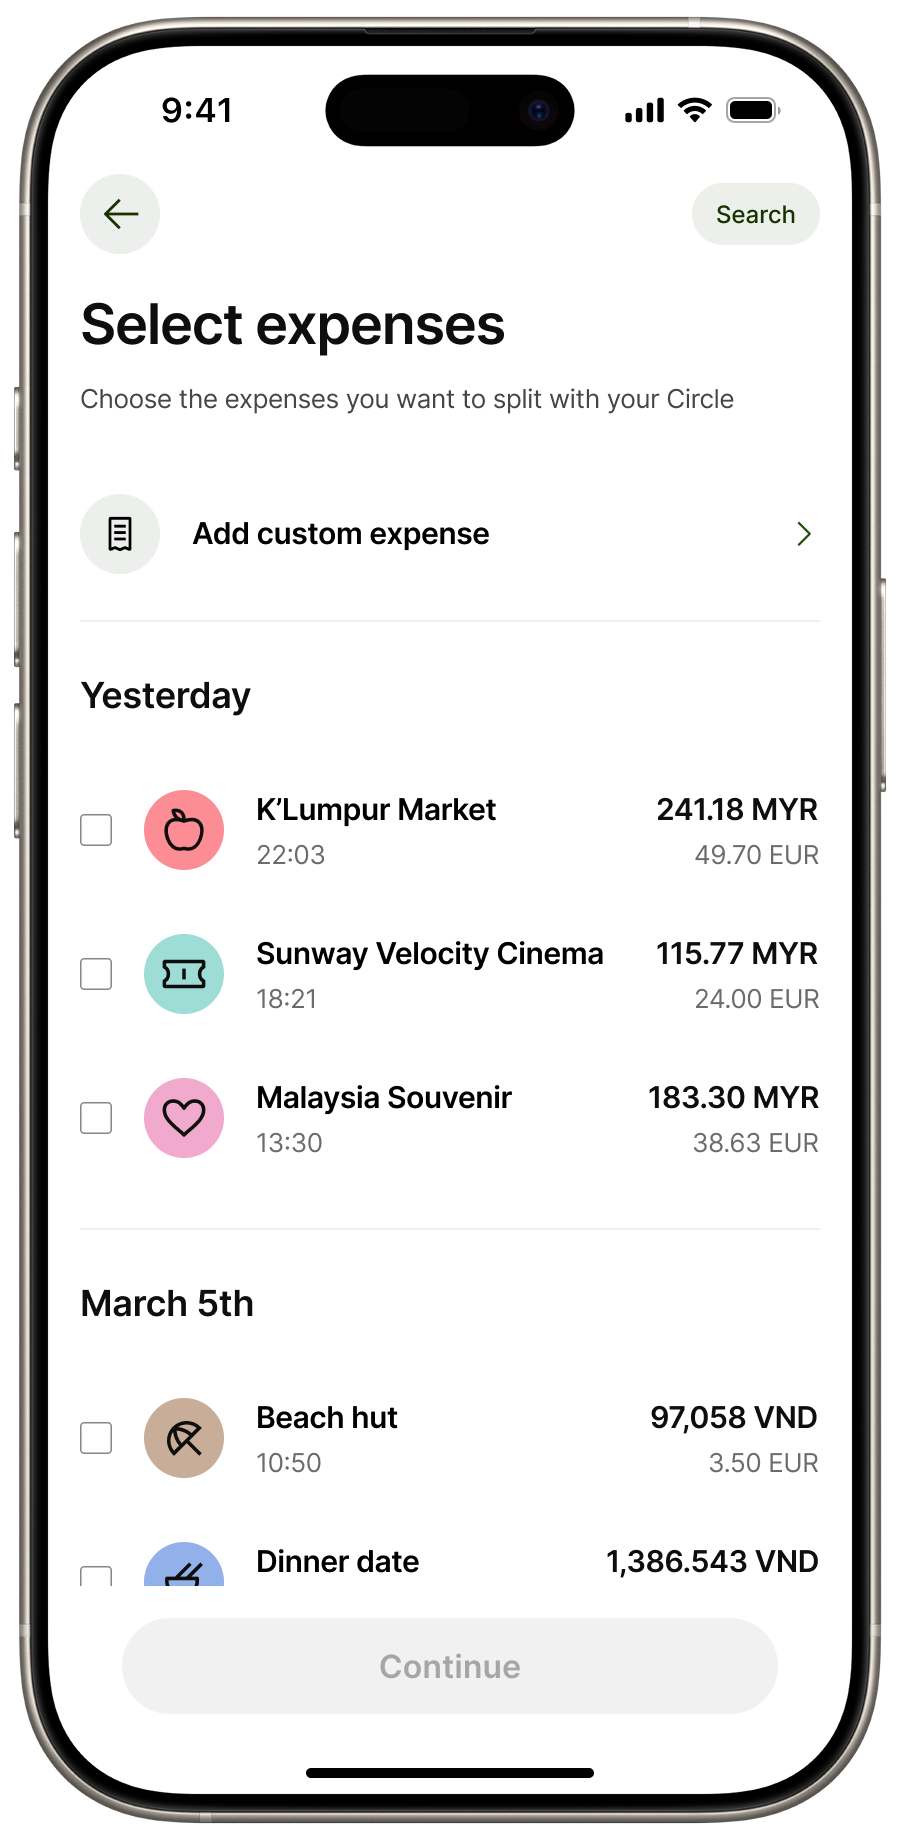 9:41
Search
Select expenses
Choose the expenses you want to split with your Circle
Add custom expense
Yesterday
K’Lumpur Market 241.18 MYR
22:03 49.70 EUR
Sunway Velocity Cinema 115.77 MYR
18:21 24.00 EUR
Malaysia Souvenir 183.30 MYR
13:30 38.63 EUR
March 5th
Beach hut 97,058 VND
10:50 3.50 EUR
Dinner date 1,386.543 VND
Continue